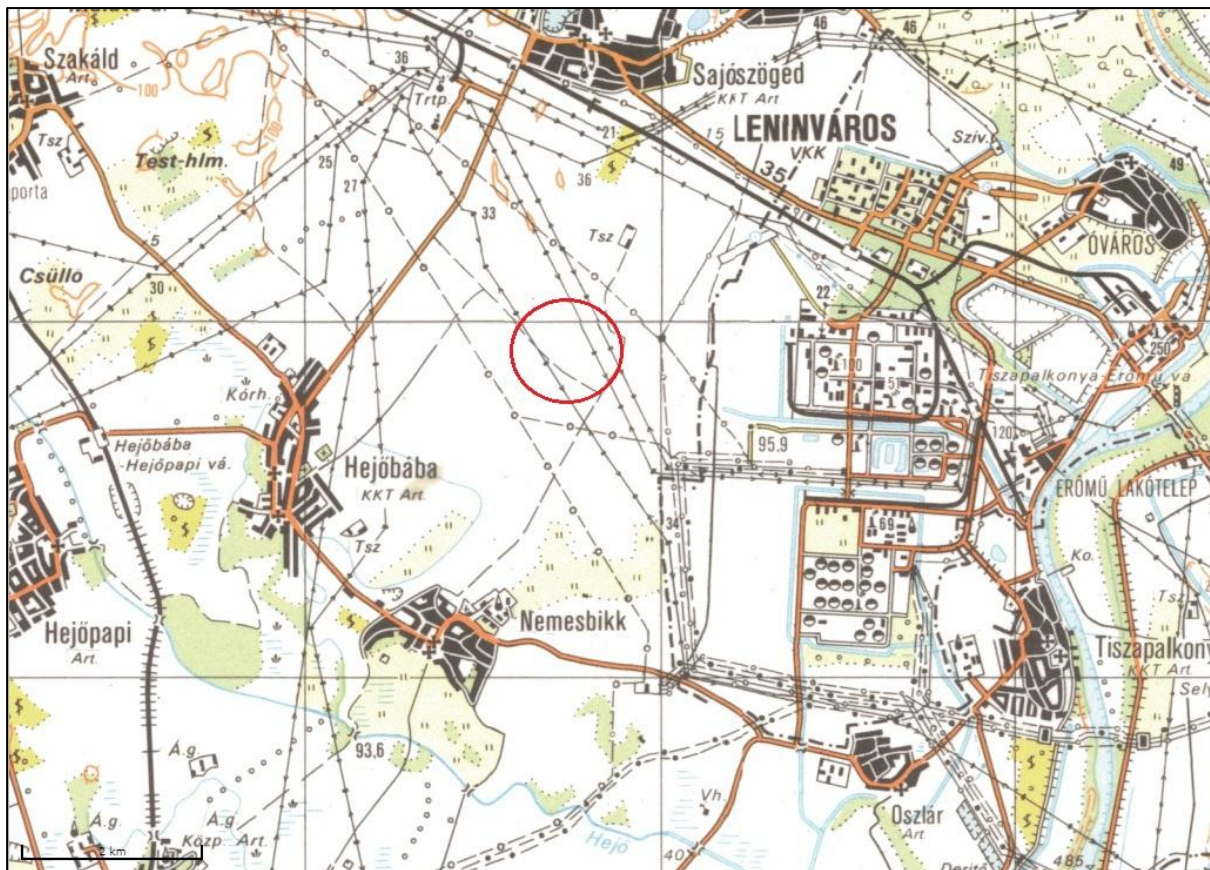 Szakáld
Art.
100
36
Trtp.
Sajószöged
KKT Art
46
46
LENINVÁROS
VKK
15
35
Sziv.
49
ÓVÁROS
Tsz
Test-hlm.
porta
25
27
21
36
33
Tsz
5
Csüllo
30
22
100
5
250
Tiszapalkonya-Erőmű va.
Kórh.
Hejőbába
-Hejőpapi vá.
Hejőbába
KKT Art.
Tsz
95,9
120
ERŐMŰ LAKÓTELEP
34
69
Ko.
Tsz
Nemesbikk
Hejőpapi
Art.
Tiszapalkony
KKT Art.
Sely
93,6
Á.g.
Á.g.
Á.g.
Közp. Art.
Vh.
Hejő
Oszlár
Art.
40
Derítő
485
2 km